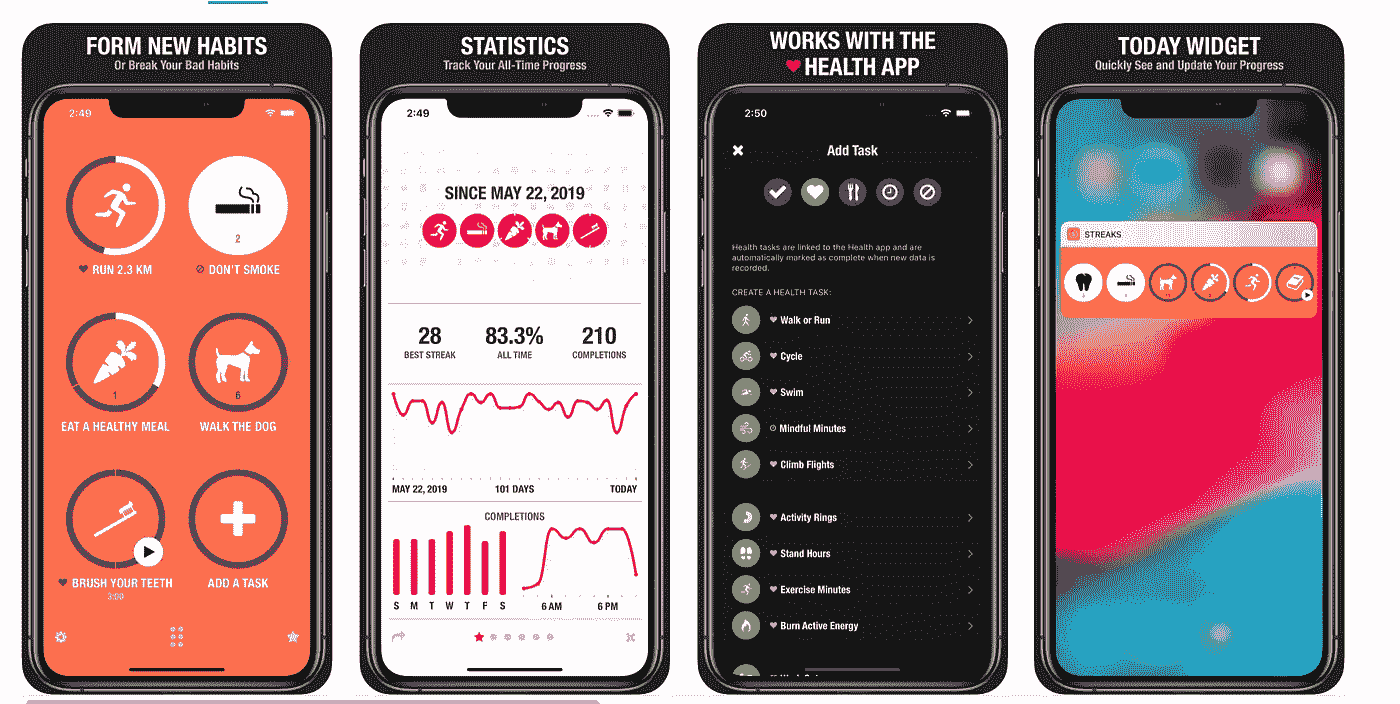 FORM NEW HABITS
Or Break Your Bad Habits
2:49
2
RUN 2.3 KM
DON'T SMOKE
1
6
EAT A HEALTHY MEAL
WALK THE DOG
BRUSH YOUR TEETH
ADD A TASK
3:00
STATISTICS
Track Your All-Time Progress
2:49
SINCE MAY 22, 2019
28
83.3%
210
BEST STREAK
ALL TIME
COMPLETIONS
MAY 22, 2019
101 DAYS
TODAY
COMPLETIONS
S M T W T F S
6 AM
6 PM
WORKS WITH THE
HEALTH APP
2:50
Add Task
Health tasks are linked to the Health app and are
automatically marked as complete when new data is
recorded.
CREATE A HEALTH TASK:
Walk or Run
Cycle
Swim
Mindful Minutes
Climb Flights
Activity Rings
Stand Hours
Exercise Minutes
Burn Active Energy
TODAY WIDGET
Quickly See and Update Your Progress
STREAKS